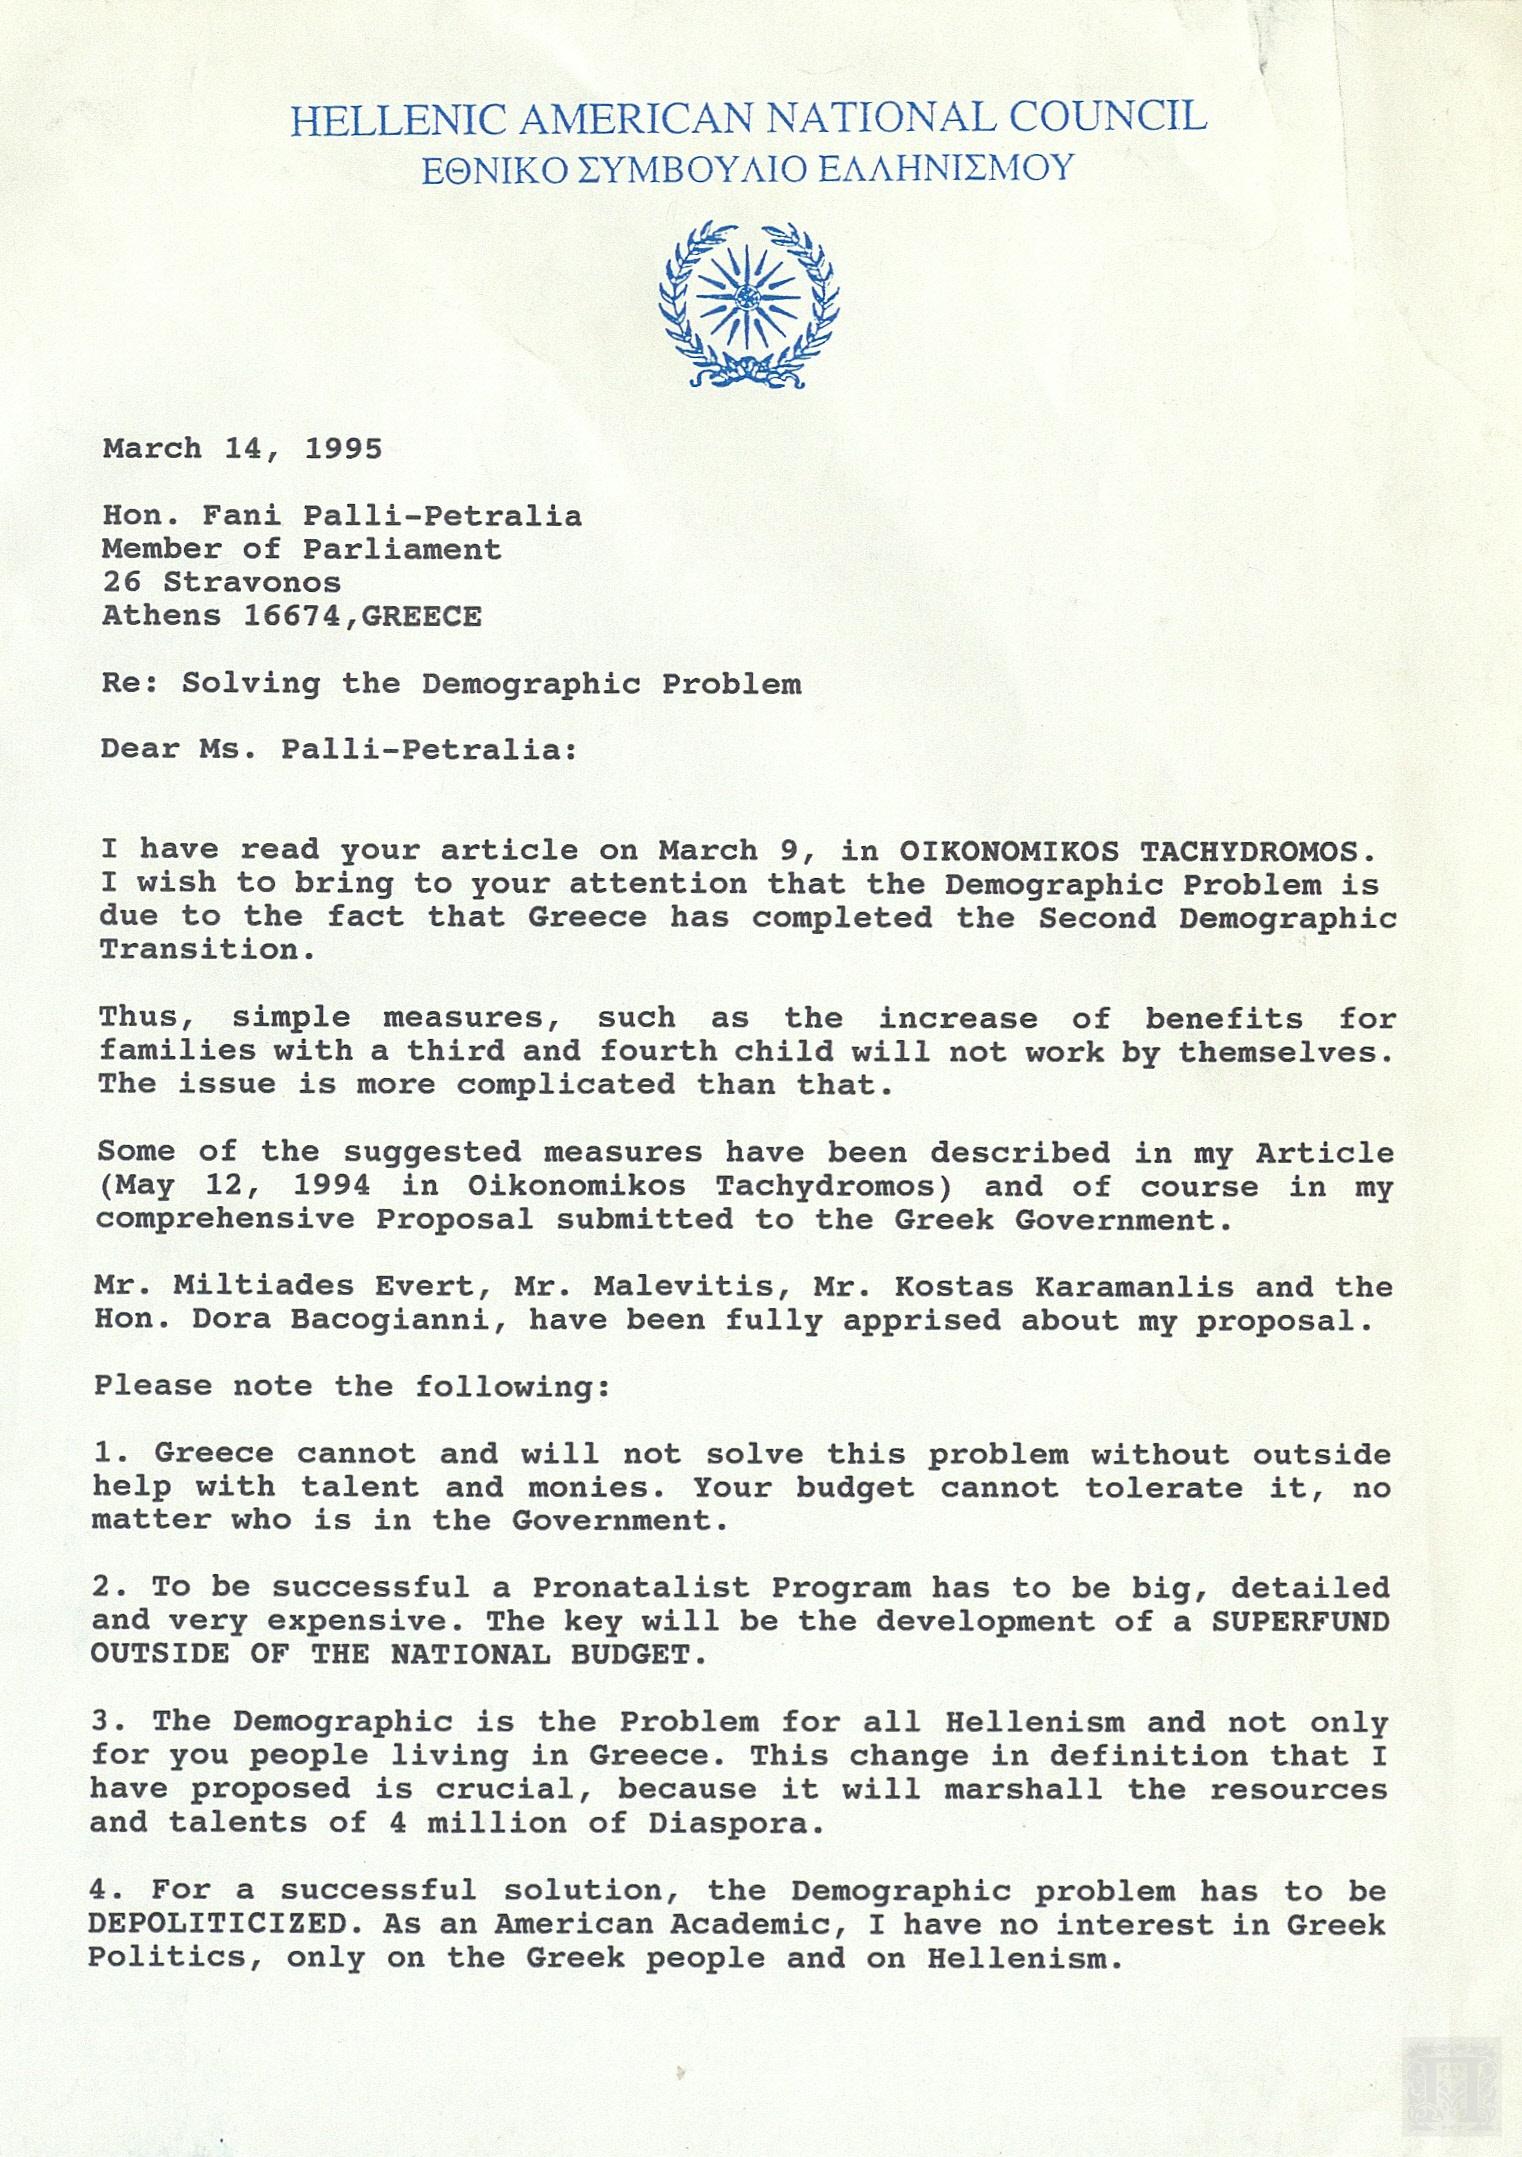 HELLENIC AMERICAN NATIONAL COUNCIL
ΕΘΝΙΚΟ ΣΥΜΒΟΥΛΙΟ ΕΛΛΗΝΙΣΜΟΥ
March 14, 1995
Hon. Fani Palli-Petralia
Member of Parliament
26 Stravonos
Athens 16674,GREECE
Re: Solving the Demographic Problem
Dear Ms. Palli-Petralia:
I have read your article on March 9, in OIKONOMIKOS TACHYDROMOS.
I wish to bring to your attention that the Demographic Problem is
due to the fact that Greece has completed the Second Demographic
Transition.
Thus, simple measures, such as the increase of benefits for
families with a third and fourth child will not work by themselves.
The issue is more complicated than that.
Some of the suggested measures have been described in my Article
(May 12, 1994 in Oikonomikos Tachydromos) and of course in my
comprehensive Proposal submitted to the Greek Government.
Mr. Miltiades Evert, Mr. Malevitis, Mr. Kostas Karamanlis and the
Hon. Dora Bacogianni, have been fully apprised about my proposal.
Please note the following:
1. Greece cannot and will not solve this problem without outside
help with talent and monies. Your budget cannot tolerate it, no
matter who is in the Government.
2. To be successful a Pronatalist Program has to be big, detailed
and very expensive. The key will be the development of a SUPERFUND
OUTSIDE OF THE NATIONAL BUDGET.
3. The Demographic is the Problem for all Hellenism and not only
for you people living in Greece. This change in definition that I
have proposed is crucial, because it will marshall the resources
and talents of 4 million of Diaspora.
4. For a successful solution, the Demographic problem has to be
DEPOLITICIZED. As an American Academic, I have no interest in Greek
Politics, only on the Greek people and on Hellenism.
Π